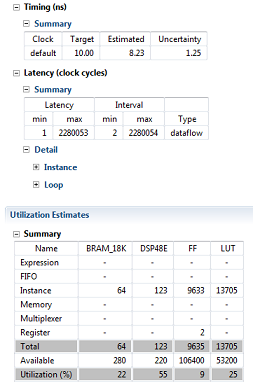 Timing (ns)
Summary
Clock Target Estimated Uncertainty
default 10.00 8.23 1.25
Latency (clock cycles)
Summary
Latency Interval
min max min max Type
1 2280053 2 2280054 dataflow
Detail
Instance
Loop
Utilization Estimates
Summary
Name BRAM_18K DSP48E FF LUT
Expression - - - -
FIFO - - - -
Instance 64 123 9633 13705
Memory - - - -
Multiplexer - - - -
Register - - 2 -
Total 64 123 9635 13705
Available 280 220 106400 53200
Utilization (%) 22 55 9 25